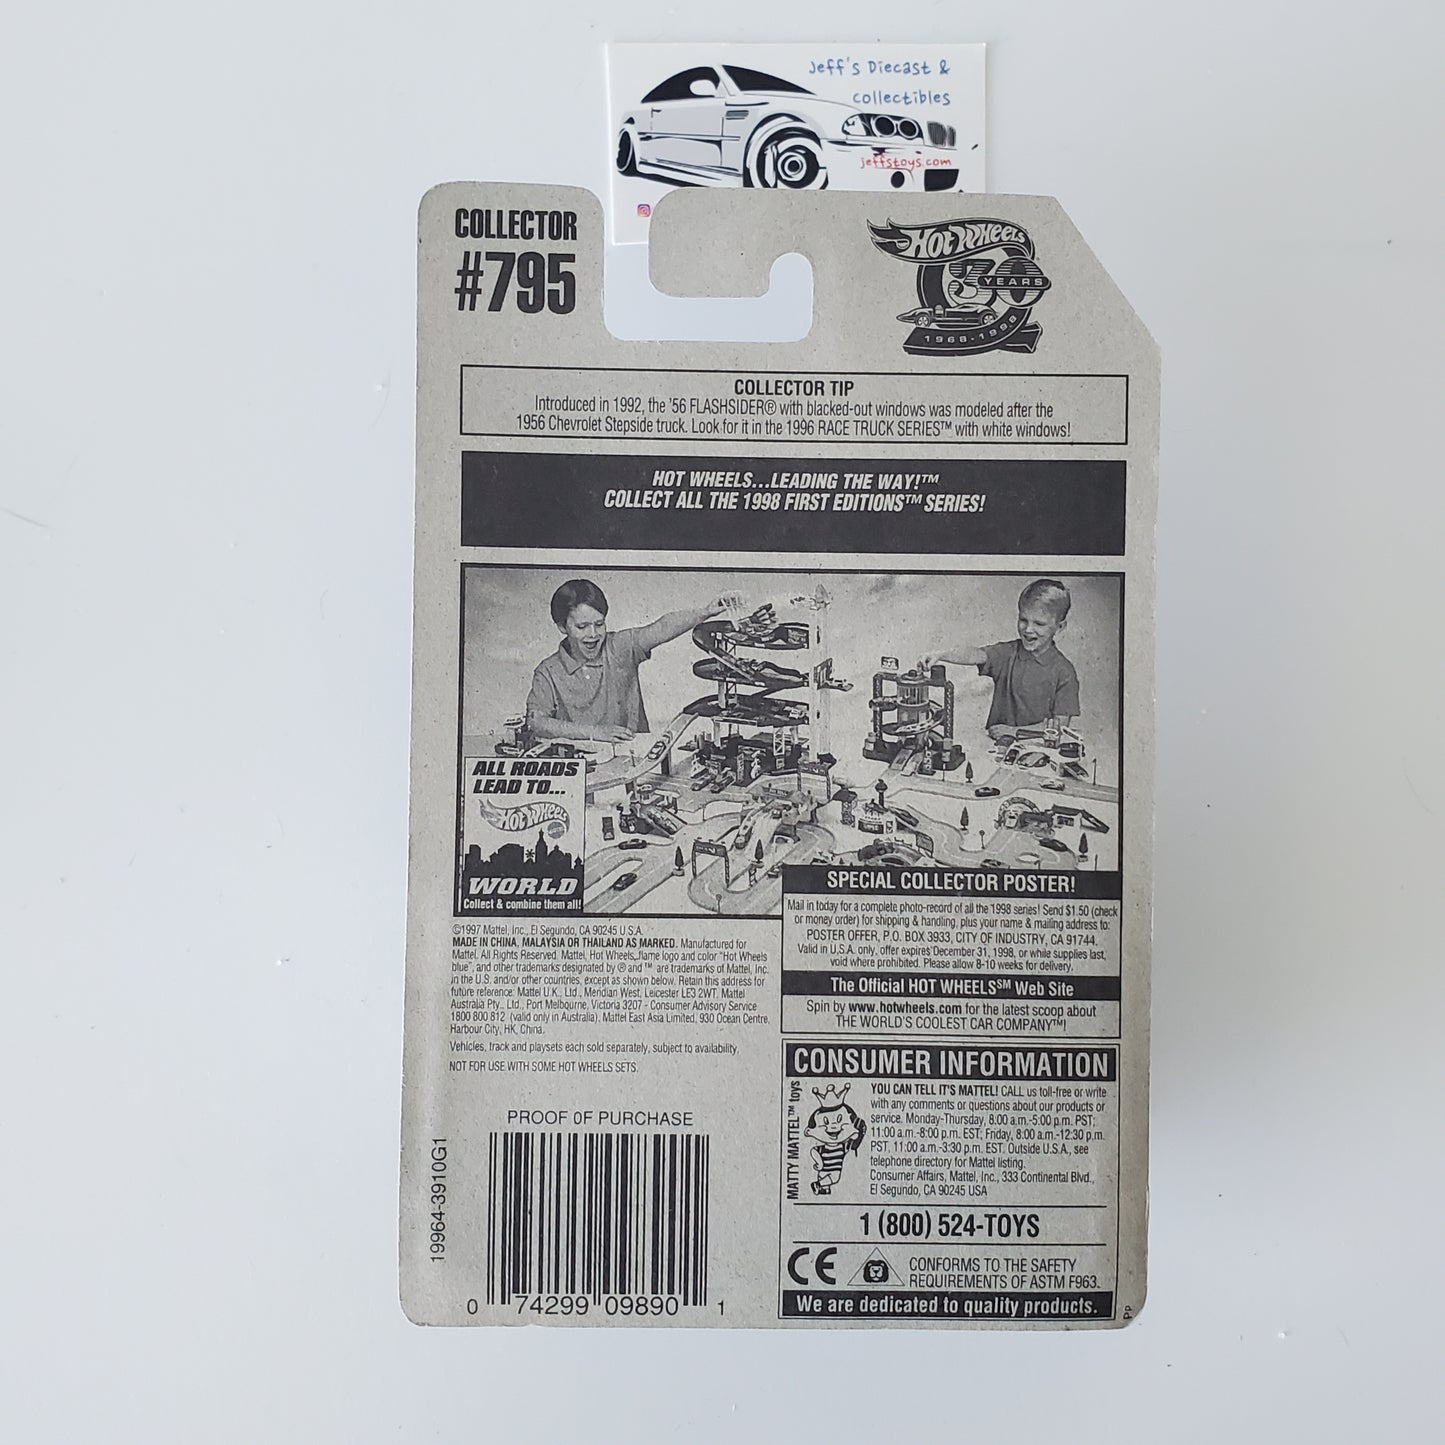 Jeff's Diecast &
collectibles
jeffstoys.com
COLLECTOR
#795
HOT WHEELS
30
YEARS
1968-1998
COLLECTOR TIP
Introduced in 1992, the '56 FLASHSIDER® with blacked-out windows was modeled after the
1956 Chevrolet Stepside truck. Look for it in the 1996 RACE TRUCK SERIES™ with white windows!
HOT WHEELS...LEADING THE WAY!™
COLLECT ALL THE 1998 FIRST EDITIONS™ SERIES!
ALL ROADS
LEAD TO...
HOT WHEELS
WORLD
Collect & combine them all!
SPECIAL COLLECTOR POSTER!
Mail in today for a complete photo-record of all the 1998 series! Send $1.50 (check
or money order) for shipping & handling, plus your name & mailing address to:
POSTER OFFER, P.O. BOX 3933, CITY OF INDUSTRY, CA 91744.
Valid in U.S.A. only, offer expires December 31, 1998, or while supplies last,
void where prohibited. Please allow 8-10 weeks for delivery.
The Official HOT WHEELS℠ Web Site
Spin by www.hotwheels.com for the latest scoop about
THE WORLD'S COOLEST CAR COMPANY™!
©1997 Mattel, Inc., El Segundo, CA 90245 U.S.A.
MADE IN CHINA, MALAYSIA OR THAILAND AS MARKED. Manufactured for
Mattel. All Rights Reserved. Mattel, Hot Wheels, flame logo and color "Hot Wheels
blue", and other trademarks designated by ® and ™ are trademarks of Mattel, Inc.
in the U.S. and/or other countries, except as shown below. Retain this address for
future reference: Mattel U.K., Ltd., Meridian West, Leicester LE3 2WT. Mattel
Australia Pty., Ltd., Port Melbourne, Victoria 3207 - Consumer Advisory Service
1800 800 812 (valid only in Australia). Mattel East Asia Limited, 930 Ocean Centre,
Harbour City, HK, China.
Vehicles, track and playsets each sold separately, subject to availability.
NOT FOR USE WITH SOME HOT WHEELS SETS.
CONSUMER INFORMATION
MATTY MATTEL™ toys
YOU CAN TELL IT'S MATTEL! CALL us toll-free or write
with any comments or questions about our products or
service. Monday-Thursday, 8:00 a.m.-5:00 p.m. PST;
11:00 a.m.-8:00 p.m. EST; Friday, 8:00 a.m.-12:30 p.m.
PST, 11:00 a.m.-3:30 p.m. EST. Outside U.S.A., see
telephone directory for Mattel listing.
Consumer Affairs, Mattel, Inc., 333 Continental Blvd.,
El Segundo, CA 90245 USA
1 (800) 524-TOYS
CE
CONFORMS TO THE SAFETY
REQUIREMENTS OF ASTM F963.
We are dedicated to quality products.
PP
PROOF OF PURCHASE
19964-3910G1
0 74299 09890 1